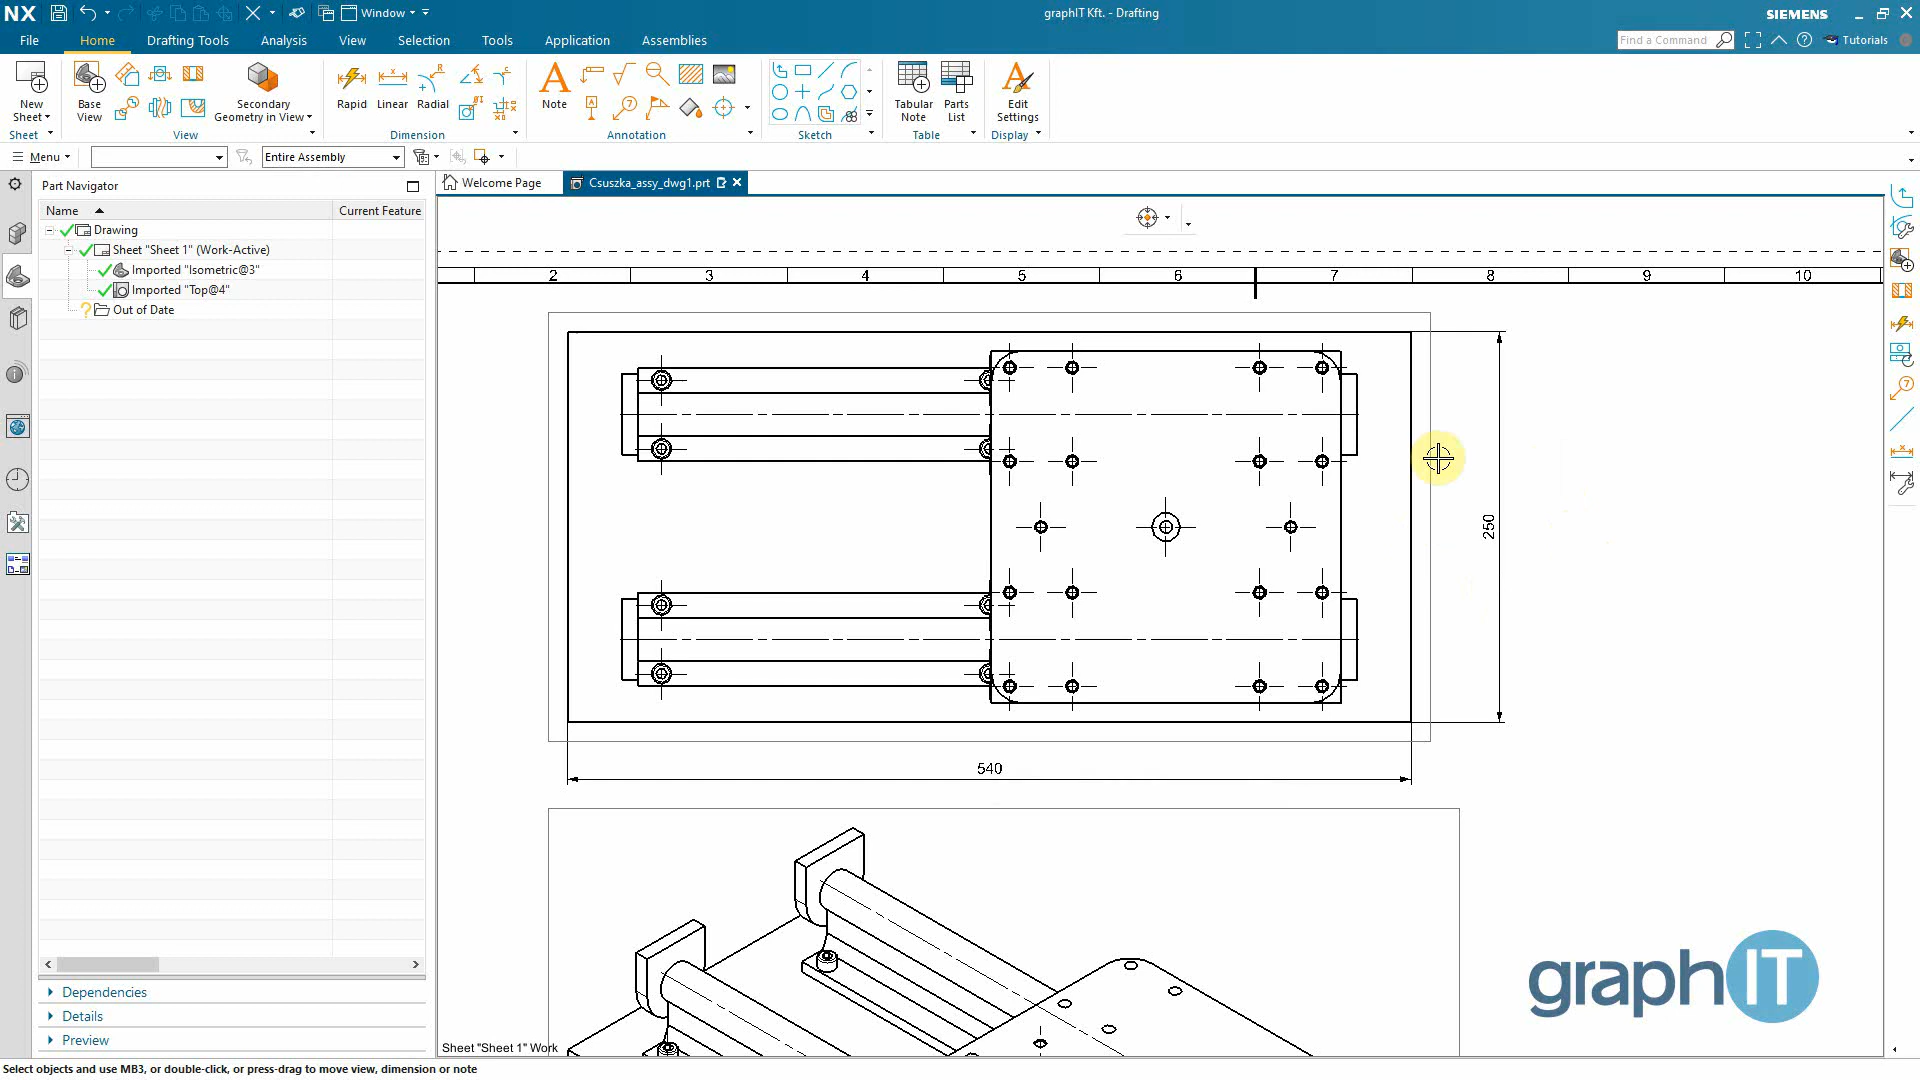 NX
Window
graphIT Kft. - Drafting
SIEMENS
File
Home
Drafting Tools
Analysis
View
Selection
Tools
Application
Assemblies
Find a Command
Tutorials
New
Sheet
Base
View
Secondary
Geometry in View
Rapid
Linear
Radial
Note
Tabular
Note
Parts
List
Edit
Settings
Sheet
View
Dimension
Annotation
Sketch
Table
Display
Menu
Entire Assembly
Part Navigator
Welcome Page
Csuszka_assy_dwg1.prt
Name
Current Feature
Drawing
Sheet "Sheet 1" (Work-Active)
Imported "Isometric@3"
Imported "Top@4"
Out of Date
2
3
4
5
6
7
8
9
10
250
540
Dependencies
Details
Preview
graphIT
Sheet "Sheet 1" Work
Select objects and use MB3, or double-click, or press-drag to move view, dimension or note